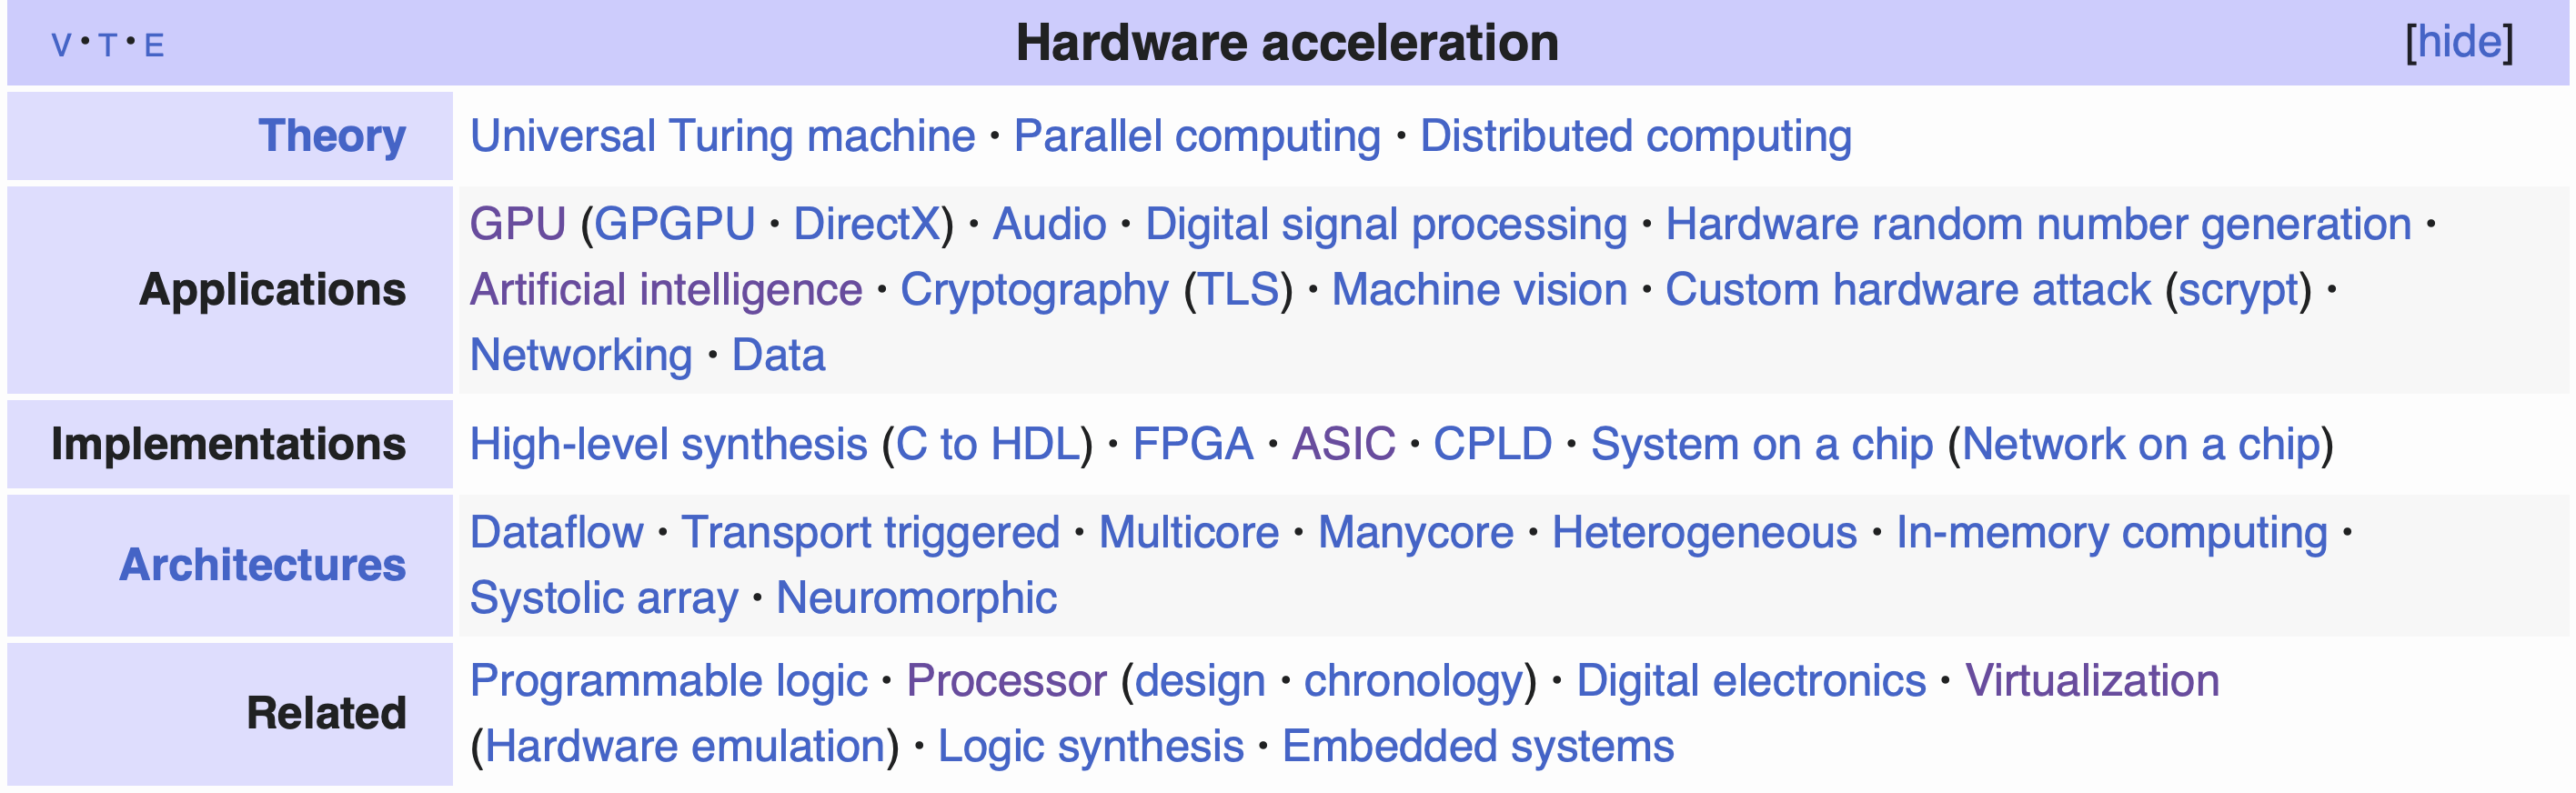 V · T · E Hardware acceleration [hide]
Theory Universal Turing machine · Parallel computing · Distributed computing
GPU (GPGPU · DirectX) · Audio · Digital signal processing · Hardware random number generation ·
Applications Artificial intelligence · Cryptography (TLS) · Machine vision · Custom hardware attack (scrypt) ·
Networking · Data
Implementations High-level synthesis (C to HDL) · FPGA · ASIC · CPLD · System on a chip (Network on a chip)
Architectures Dataflow · Transport triggered · Multicore · Manycore · Heterogeneous · In-memory computing ·
Systolic array · Neuromorphic
Related Programmable logic · Processor (design · chronology) · Digital electronics · Virtualization
(Hardware emulation) · Logic synthesis · Embedded systems